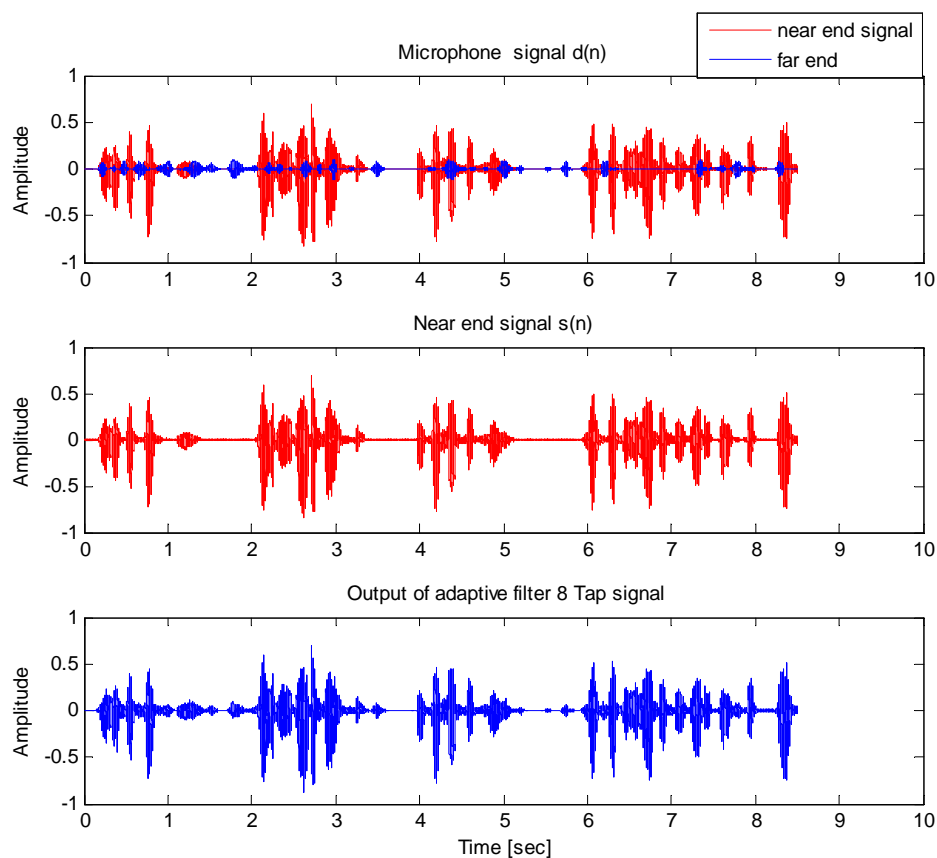 near end signal
far end
Microphone signal d(n)
Amplitude
1
0.5
0
-0.5
-1
0 1 2 3 4 5 6 7 8 9 10
Near end signal s(n)
Amplitude
1
0.5
0
-0.5
-1
0 1 2 3 4 5 6 7 8 9 10
Output of adaptive filter 8 Tap signal
Amplitude
1
0.5
0
-0.5
-1
0 1 2 3 4 5 6 7 8 9 10
Time [sec]